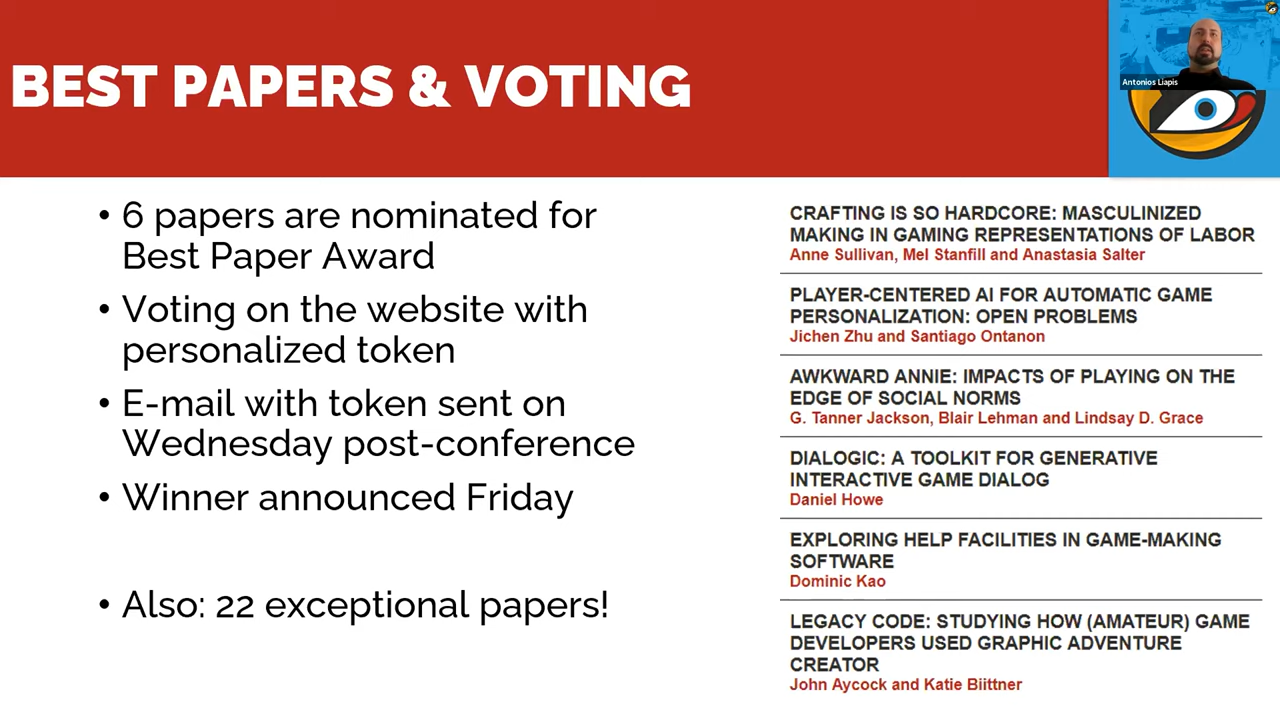 BEST PAPERS & VOTING
Antonios Liapis
• 6 papers are nominated for
Best Paper Award
• Voting on the website with
personalized token
• E-mail with token sent on
Wednesday post-conference
• Winner announced Friday
• Also: 22 exceptional papers!
CRAFTING IS SO HARDCORE: MASCULINIZED
MAKING IN GAMING REPRESENTATIONS OF LABOR
Anne Sullivan, Mel Stanfill and Anastasia Salter
PLAYER-CENTERED AI FOR AUTOMATIC GAME
PERSONALIZATION: OPEN PROBLEMS
Jichen Zhu and Santiago Ontanon
AWKWARD ANNIE: IMPACTS OF PLAYING ON THE
EDGE OF SOCIAL NORMS
G. Tanner Jackson, Blair Lehman and Lindsay D. Grace
DIALOGIC: A TOOLKIT FOR GENERATIVE
INTERACTIVE GAME DIALOG
Daniel Howe
EXPLORING HELP FACILITIES IN GAME-MAKING
SOFTWARE
Dominic Kao
LEGACY CODE: STUDYING HOW (AMATEUR) GAME
DEVELOPERS USED GRAPHIC ADVENTURE
CREATOR
John Aycock and Katie Biittner